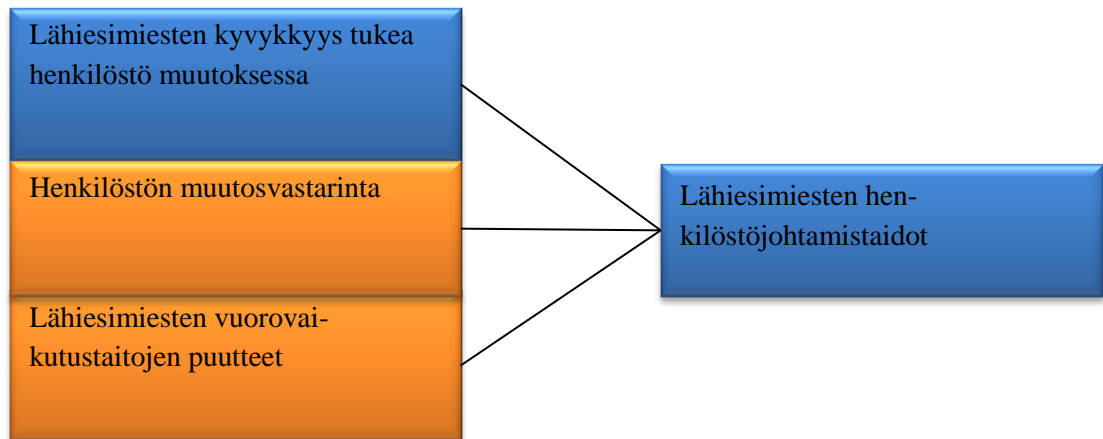 Lähiesimiesten kyvykkyys tukea
henkilöstö muutoksessa
Henkilöstön muutosvastarinta
Lähiesimiesten vuorovai-
kutustaitojen puutteet
Lähiesimiesten hen-
kilöstöjohtamistaidot